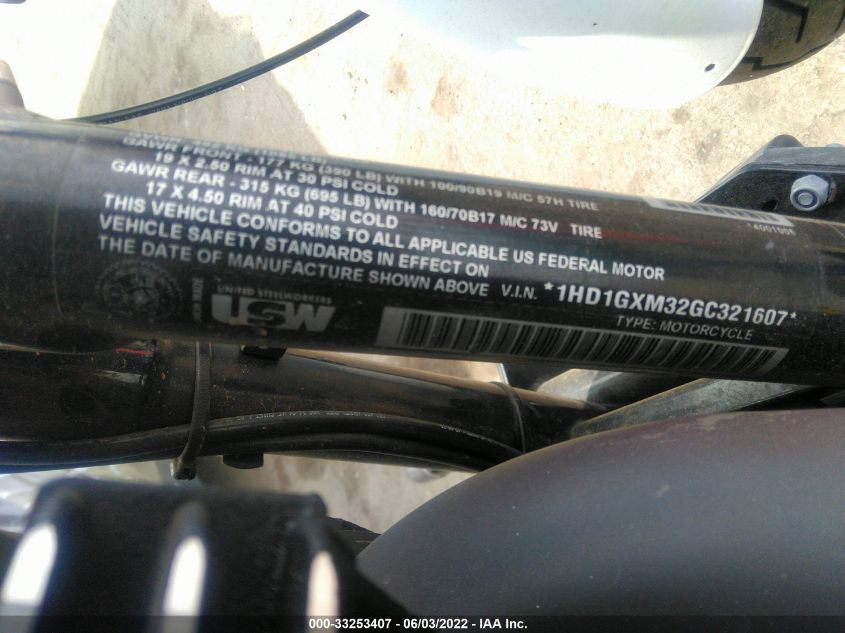 GAWR FRONT - 177 KG (390 LB) WITH 100/90B19 M/C 57H TIRE
19 X 2.50 RIM AT 30 PSI COLD
GAWR REAR - 315 KG (695 LB) WITH 160/70B17 M/C 73V TIRE
17 X 4.50 RIM AT 40 PSI COLD
THIS VEHICLE CONFORMS TO ALL APPLICABLE US FEDERAL MOTOR
VEHICLE SAFETY STANDARDS IN EFFECT ON
THE DATE OF MANUFACTURE SHOWN ABOVE V.I.N. *1HD1GXM32GC321607*
TYPE: MOTORCYCLE
UNITED STEELWORKERS
USW
000-33253407 - 06/03/2022 - IAA Inc.